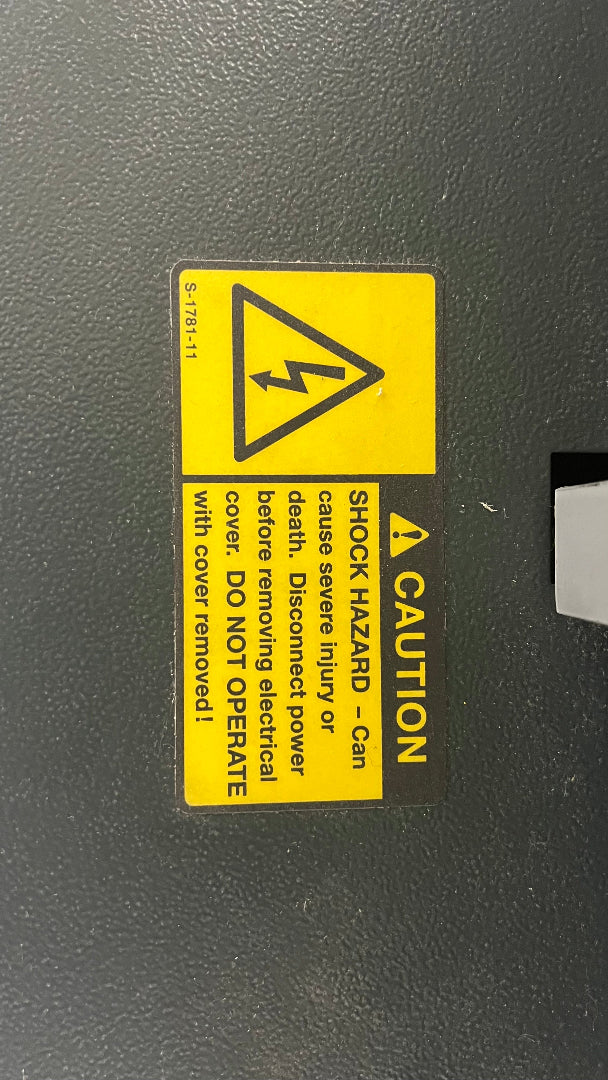 CAUTION
SHOCK HAZARD – Can
cause severe injury or
death. Disconnect power
before removing electrical
cover. DO NOT OPERATE
with cover removed!
S-1781-11